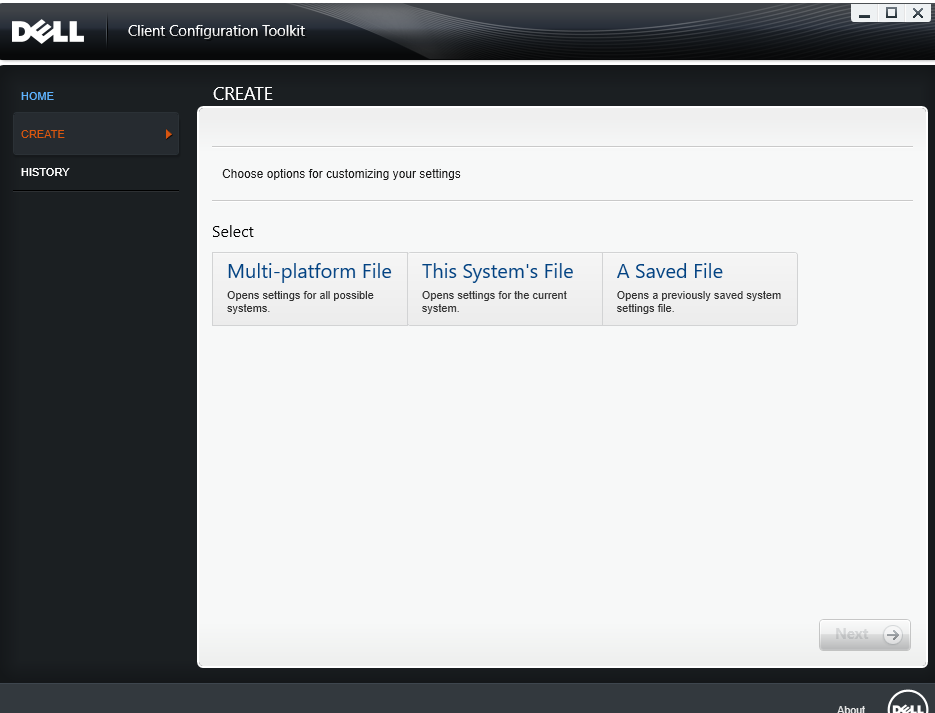 DELL
Client Configuration Toolkit
HOME
CREATE
HISTORY
CREATE
Choose options for customizing your settings
Select
Multi-platform File
Opens settings for all possible
systems.
This System's File
Opens settings for the current
system.
A Saved File
Opens a previously saved system
settings file.
Next
About
DELL